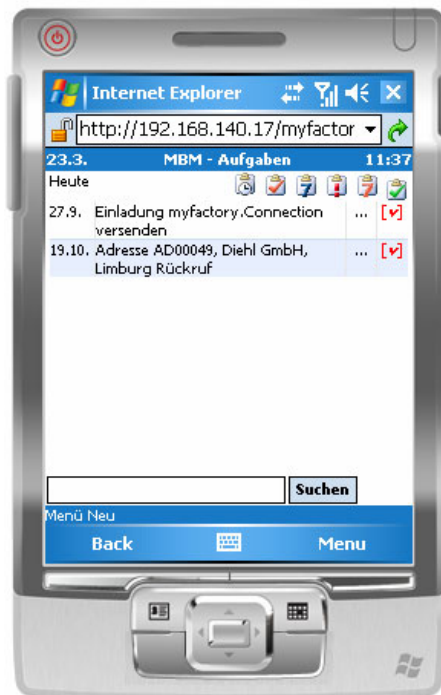 Internet Explorer
http://192.168.140.17/myfactor
23.3. MBM - Aufgaben 11:37
Heute
27.9. Einladung myfactory.Connection ... [v]
versenden
19.10. Adresse AD00049, Diehl GmbH, ... [v]
Limburg Rückruf
Suchen
Menü Neu
Back Menu